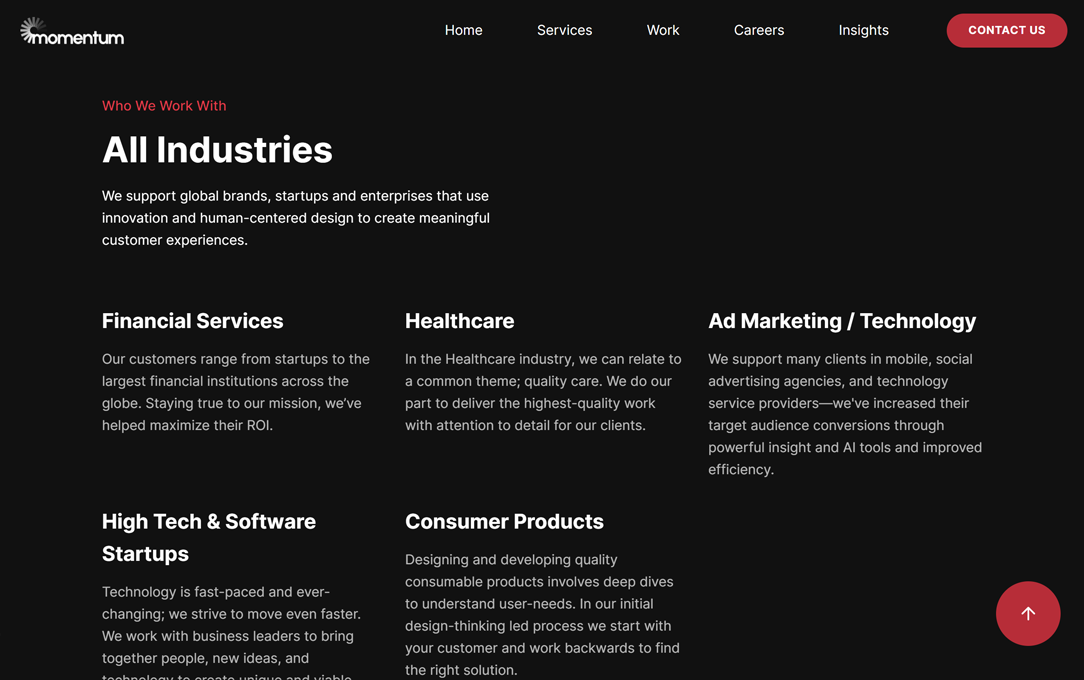 momentum
Home
Services
Work
Careers
Insights
CONTACT US
Who We Work With
All Industries
We support global brands, startups and enterprises that use
innovation and human-centered design to create meaningful
customer experiences.
Financial Services
Our customers range from startups to the
largest financial institutions across the
globe. Staying true to our mission, we’ve
helped maximize their ROI.
Healthcare
In the Healthcare industry, we can relate to
a common theme; quality care. We do our
part to deliver the highest-quality work
with attention to detail for our clients.
Ad Marketing / Technology
We support many clients in mobile, social
advertising agencies, and technology
service providers—we've increased their
target audience conversions through
powerful insight and AI tools and improved
efficiency.
High Tech & Software
Startups
Technology is fast-paced and ever-
changing; we strive to move even faster.
We work with business leaders to bring
together people, new ideas, and
technology to create unique and viable
Consumer Products
Designing and developing quality
consumable products involves deep dives
to understand user-needs. In our initial
design-thinking led process we start with
your customer and work backwards to find
the right solution.